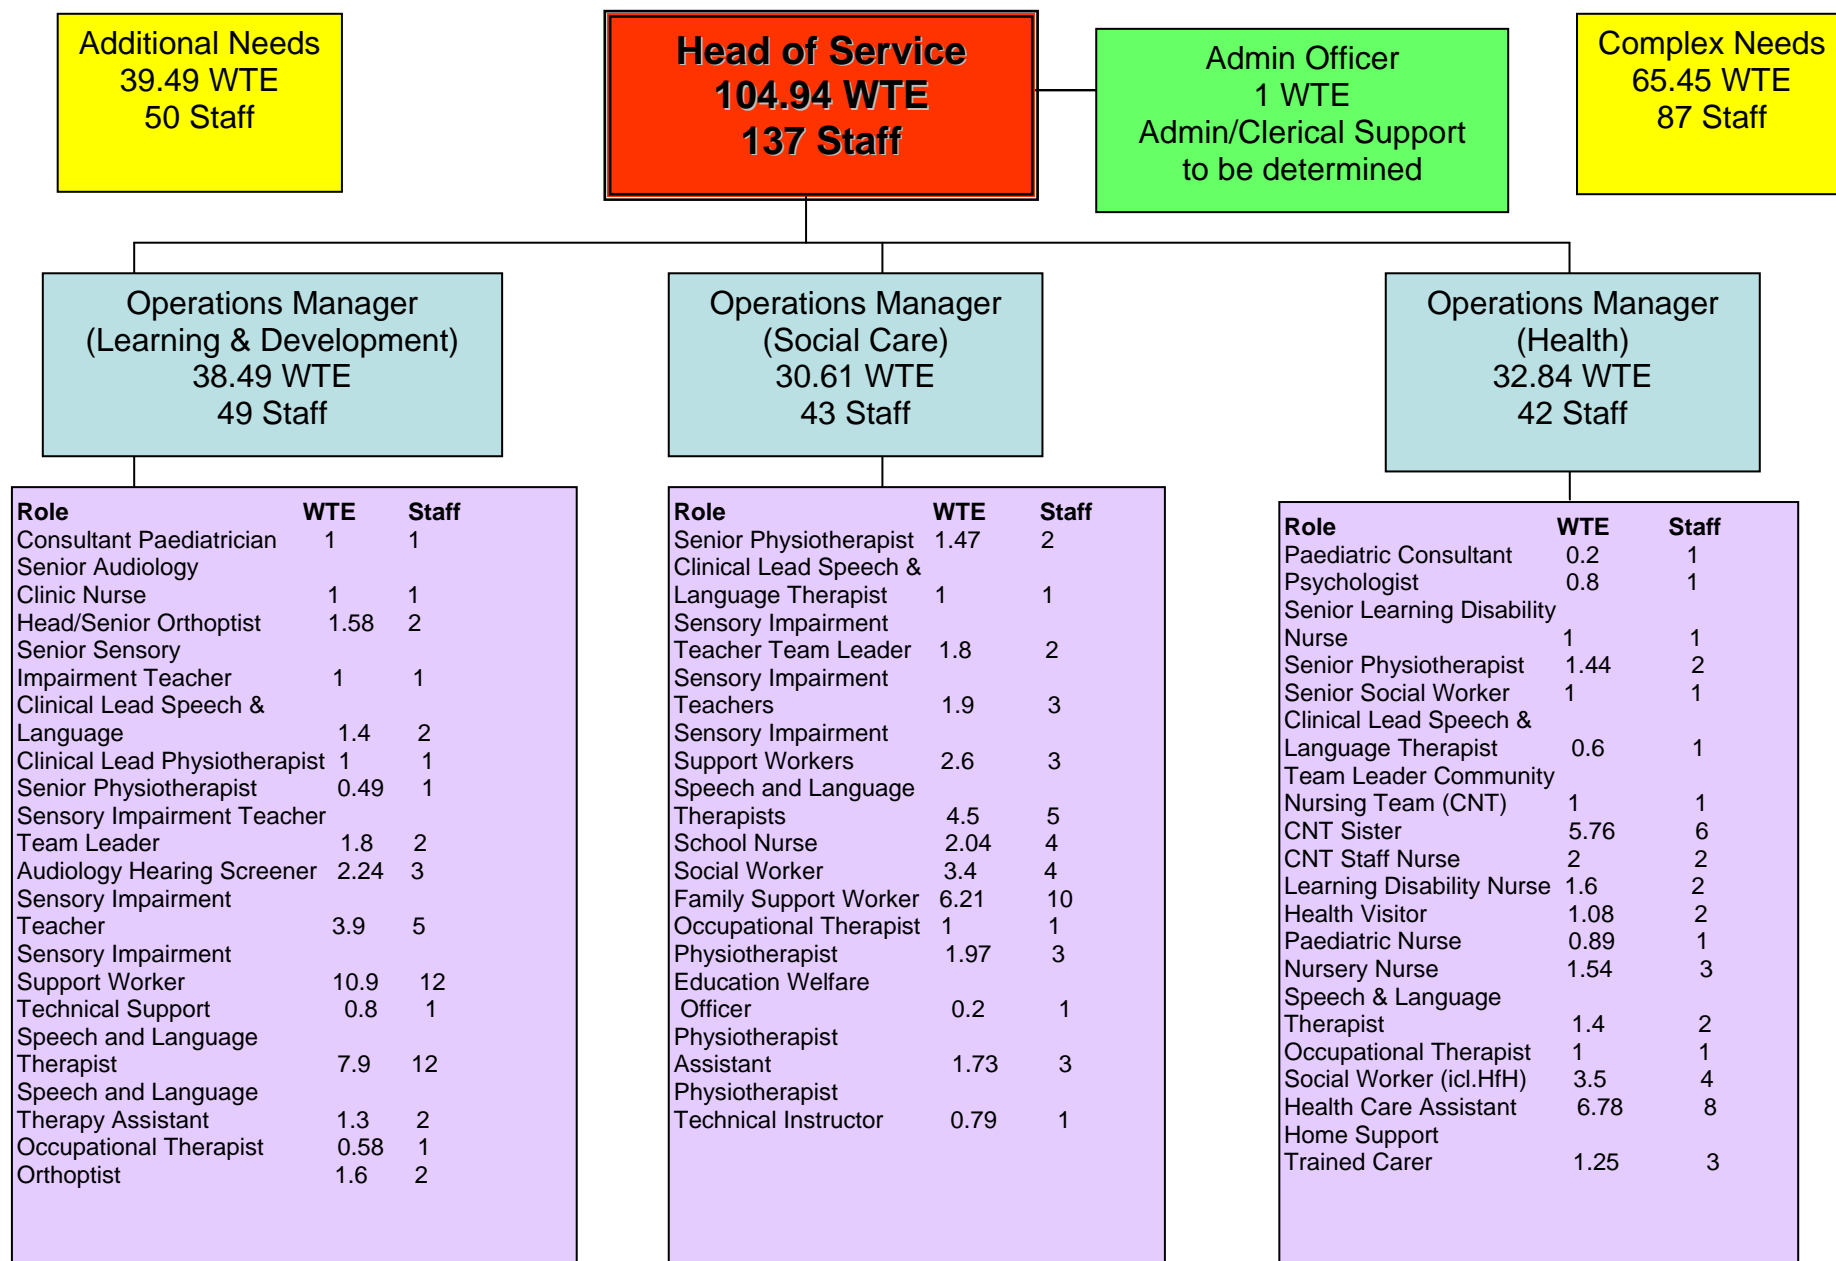 Additional Needs
39.49 WTE
50 Staff
Head of Service
104.94 WTE
137 Staff
Admin Officer
1 WTE
Admin/Clerical Support
to be determined
Complex Needs
65.45 WTE
87 Staff
Operations Manager
(Learning & Development)
38.49 WTE
49 Staff
Operations Manager
(Social Care)
30.61 WTE
43 Staff
Operations Manager
(Health)
32.84 WTE
42 Staff
Role WTE Staff
Consultant Paediatrician 1 1
Senior Audiology
Clinic Nurse 1 1
Head/Senior Orthoptist 1.58 2
Senior Sensory
Impairment Teacher 1 1
Clinical Lead Speech &
Language 1.4 2
Clinical Lead Physiotherapist 1 1
Senior Physiotherapist 0.49 1
Sensory Impairment Teacher
Team Leader 1.8 2
Audiology Hearing Screener 2.24 3
Sensory Impairment
Teacher 3.9 5
Sensory Impairment
Support Worker 10.9 12
Technical Support 0.8 1
Speech and Language
Therapist 7.9 12
Speech and Language
Therapy Assistant 1.3 2
Occupational Therapist 0.58 1
Orthoptist 1.6 2
Role WTE Staff
Senior Physiotherapist 1.47 2
Clinical Lead Speech &
Language Therapist 1 1
Sensory Impairment
Teacher Team Leader 1.8 2
Sensory Impairment
Teachers 1.9 3
Sensory Impairment
Support Workers 2.6 3
Speech and Language
Therapists 4.5 5
School Nurse 2.04 4
Social Worker 3.4 4
Family Support Worker 6.21 10
Occupational Therapist 1 1
Physiotherapist 1.97 3
Education Welfare
Officer 0.2 1
Physiotherapist
Assistant 1.73 3
Physiotherapist
Technical Instructor 0.79 1
Role WTE Staff
Paediatric Consultant 0.2 1
Psychologist 0.8 1
Senior Learning Disability
Nurse 1 1
Senior Physiotherapist 1.44 2
Senior Social Worker 1 1
Clinical Lead Speech &
Language Therapist 0.6 1
Team Leader Community
Nursing Team (CNT) 1 1
CNT Sister 5.76 6
CNT Staff Nurse 2 2
Learning Disability Nurse 1.6 2
Health Visitor 1.08 2
Paediatric Nurse 0.89 1
Nursery Nurse 1.54 3
Speech & Language
Therapist 1.4 2
Occupational Therapist 1 1
Social Worker (icl.HfH) 3.5 4
Health Care Assistant 6.78 8
Home Support
Trained Carer 1.25 3